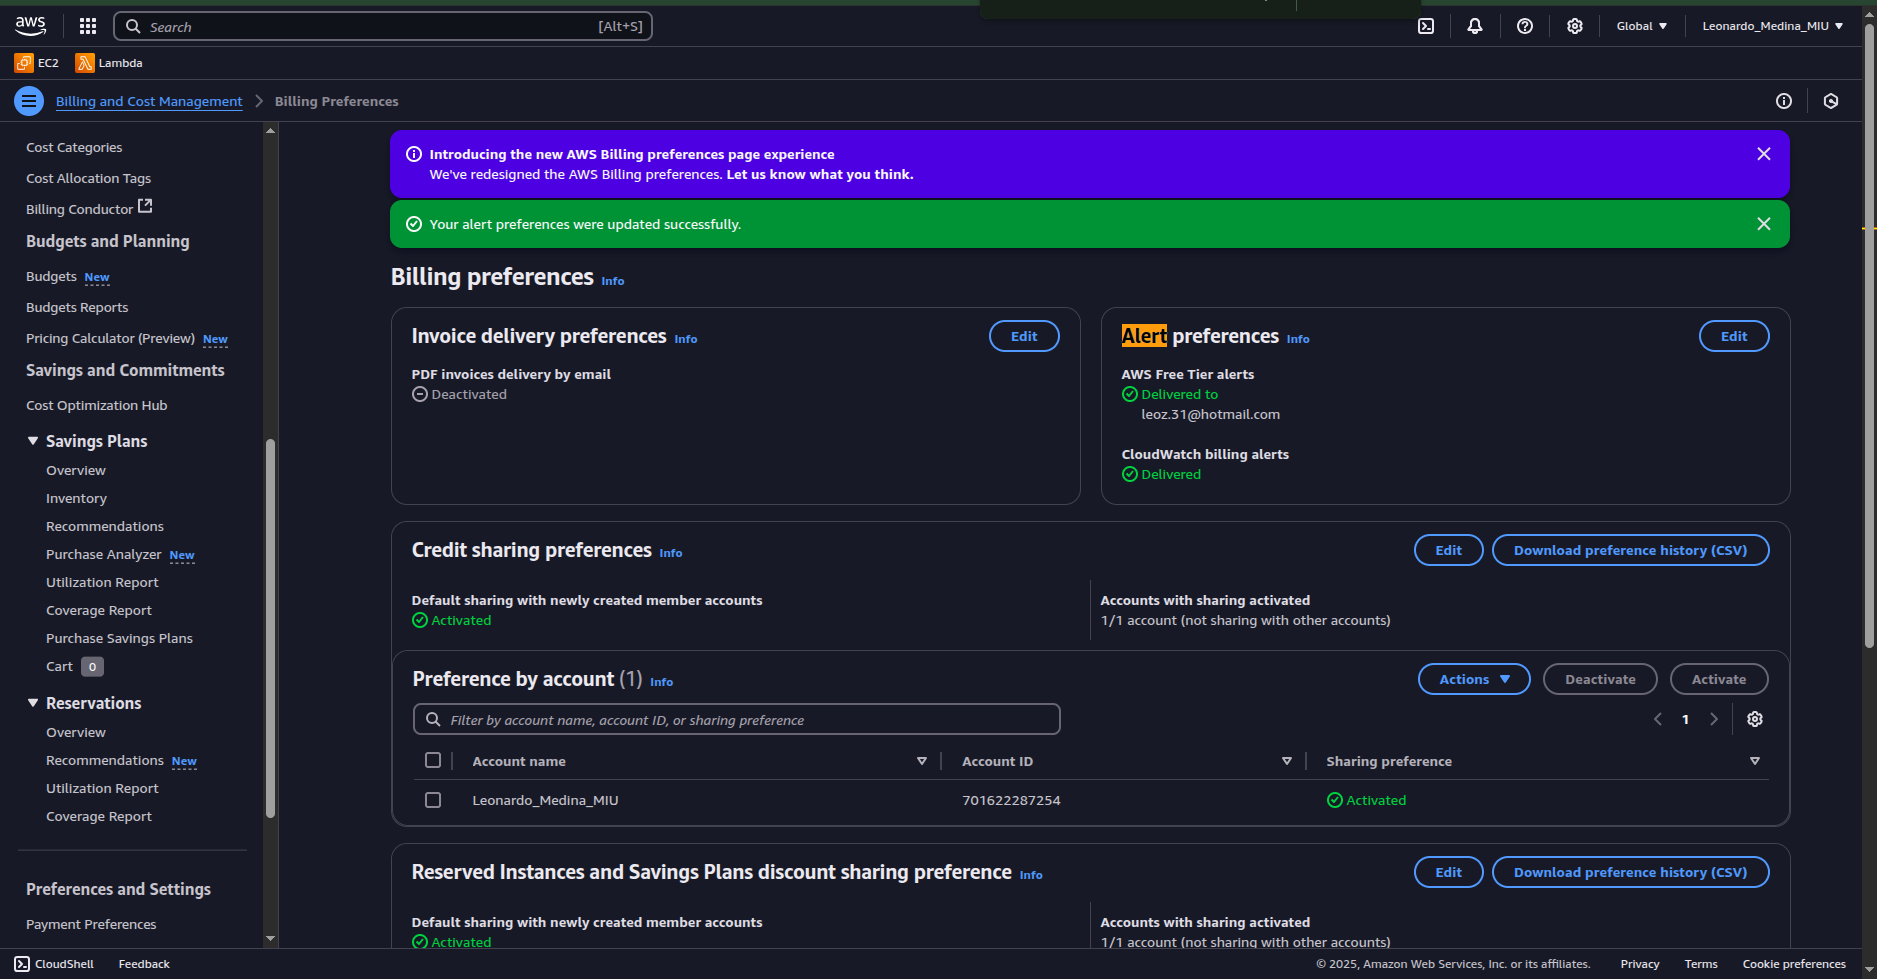 aws
Search
[Alt+S]
Global
Leonardo_Medina_MIU
EC2
Lambda
Billing and Cost Management
Billing Preferences
Cost Categories
Cost Allocation Tags
Billing Conductor
Budgets and Planning
Budgets New
Budgets Reports
Pricing Calculator (Preview) New
Savings and Commitments
Cost Optimization Hub
Savings Plans
Overview
Inventory
Recommendations
Purchase Analyzer New
Utilization Report
Coverage Report
Purchase Savings Plans
Cart 0
Reservations
Overview
Recommendations New
Utilization Report
Coverage Report
Preferences and Settings
Payment Preferences
Introducing the new AWS Billing preferences page experience
We've redesigned the AWS Billing preferences. Let us know what you think.
Your alert preferences were updated successfully.
Billing preferences Info
Invoice delivery preferences Info
Edit
PDF invoices delivery by email
Deactivated
Alert preferences Info
Edit
AWS Free Tier alerts
Delivered to
leoz.31@hotmail.com
CloudWatch billing alerts
Delivered
Credit sharing preferences Info
Edit
Download preference history (CSV)
Default sharing with newly created member accounts
Activated
Accounts with sharing activated
1/1 account (not sharing with other accounts)
Preference by account (1) Info
Actions
Deactivate
Activate
Filter by account name, account ID, or sharing preference
1
Account name
Account ID
Sharing preference
Leonardo_Medina_MIU
701622287254
Activated
Reserved Instances and Savings Plans discount sharing preference Info
Edit
Download preference history (CSV)
Default sharing with newly created member accounts
Activated
Accounts with sharing activated
1/1 account (not sharing with other accounts)
CloudShell
Feedback
© 2025, Amazon Web Services, Inc. or its affiliates.
Privacy
Terms
Cookie preferences